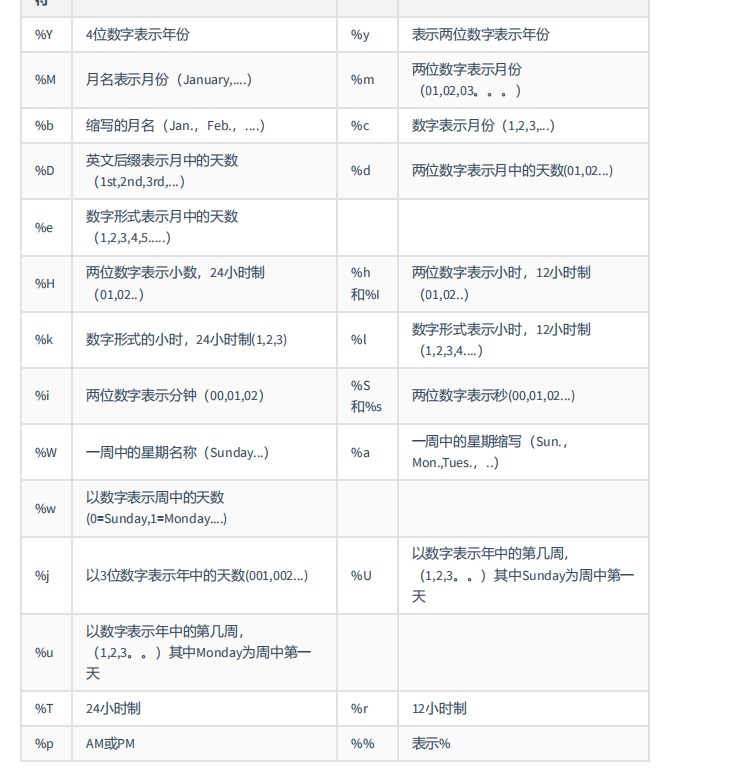 符
%Y 4位数字表示年份 %y 表示两位数字表示年份
%M 月名表示月份（January,....） %m 两位数字表示月份
（01,02,03。。。）
%b 缩写的月名（Jan.，Feb.，....） %c 数字表示月份（1,2,3,...）
%D 英文后缀表示月中的天数
（1st,2nd,3rd,...） %d 两位数字表示月中的天数(01,02...)
%e 数字形式表示月中的天数
（1,2,3,4,5.....）
%H 两位数字表示小数，24小时制
（01,02..） %h
和%I 两位数字表示小时，12小时制
（01,02..）
%k 数字形式的小时，24小时制(1,2,3) %l 数字形式表示小时，12小时制
（1,2,3,4....）
%i 两位数字表示分钟（00,01,02） %S
和%s 两位数字表示秒(00,01,02...)
%W 一周中的星期名称（Sunday...） %a 一周中的星期缩写（Sun.，
Mon.,Tues.，..）
%w 以数字表示周中的天数
(0=Sunday,1=Monday....)
%j 以3位数字表示年中的天数(001,002...) %U 以数字表示年中的第几周，
（1,2,3。。）其中Sunday为周中第一
天
%u 以数字表示年中的第几周，
（1,2,3。。）其中Monday为周中第一
天
%T 24小时制 %r 12小时制
%p AM或PM %% 表示%